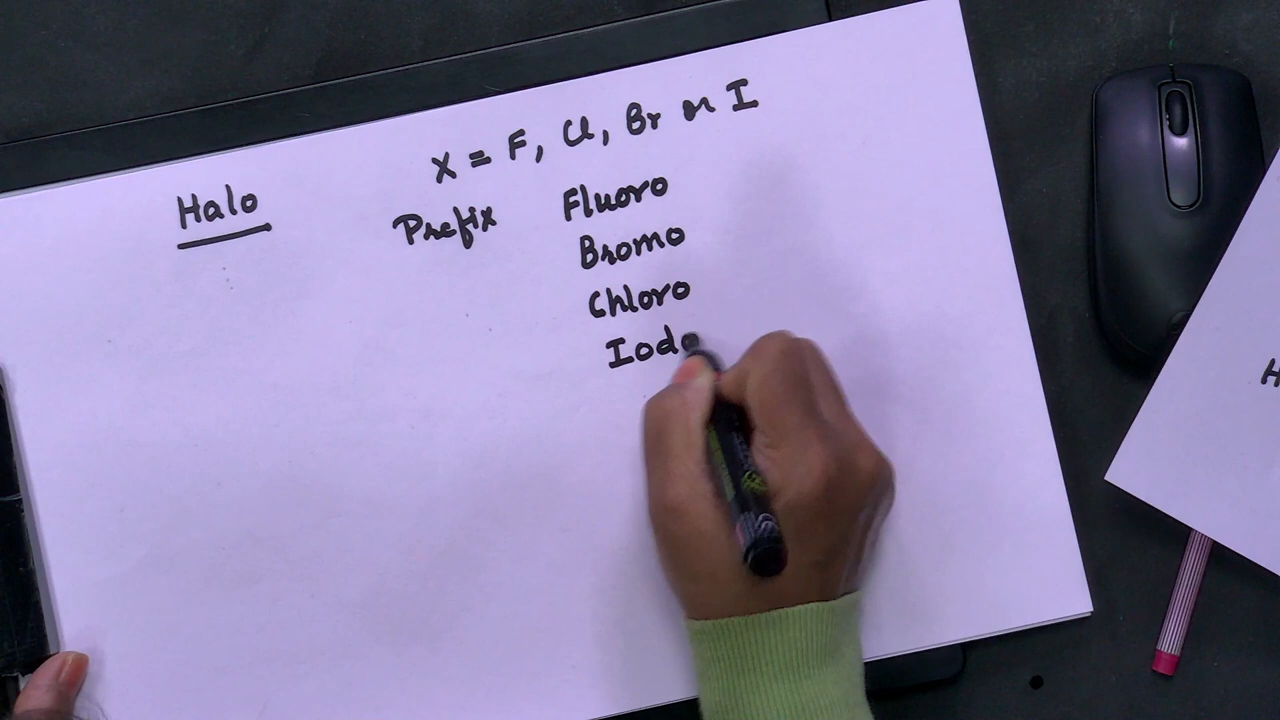 X = F, Cl, Br or I
Halo
Prefix Fluoro
Bromo
Chloro
Iodo
H